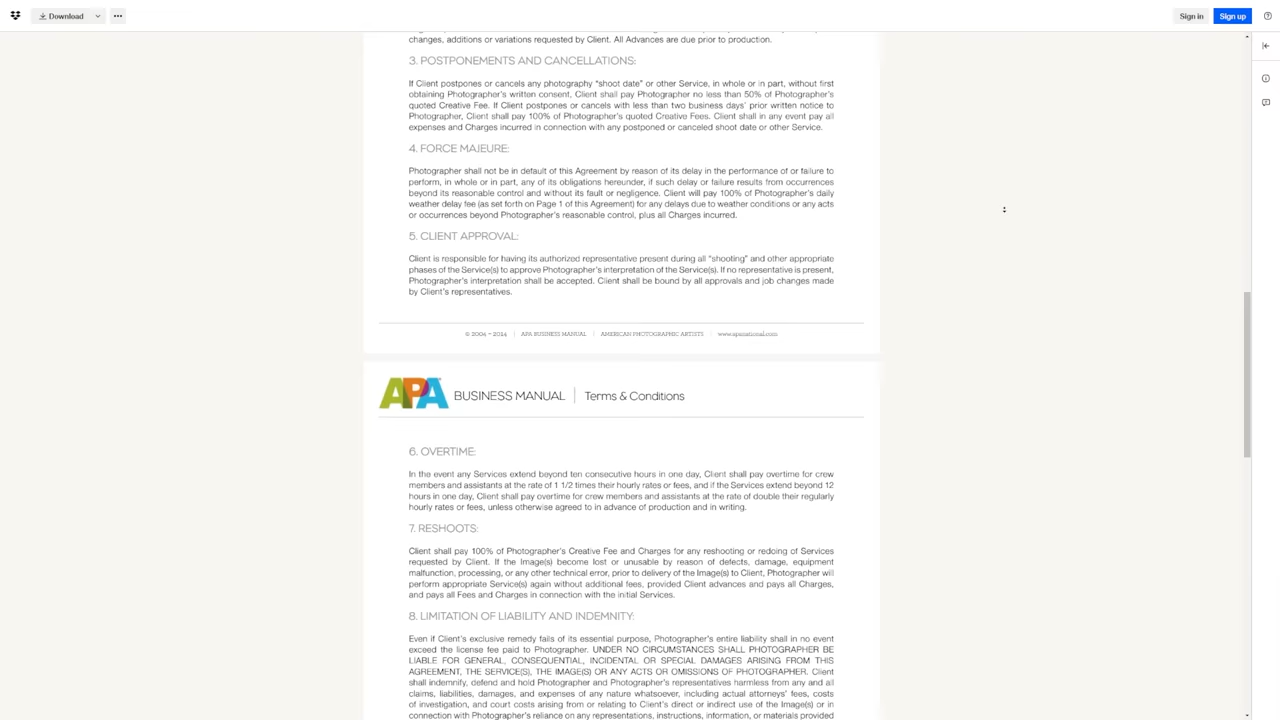 Download
Sign in
Sign up
changes, additions or variations requested by Client. All Advances are due prior to production.
3. POSTPONEMENTS AND CANCELLATIONS:
If Client postpones or cancels any photography “shoot date” or other Service, in whole or in part, without first
obtaining Photographer’s written consent, Client shall pay Photographer no less than 50% of Photographer’s
quoted Creative Fee. If Client postpones or cancels with less than two business days’ prior written notice to
Photographer, Client shall pay 100% of Photographer’s quoted Creative Fees. Client shall in any event pay all
expenses and Charges incurred in connection with any postponed or canceled shoot date or other Service.
4. FORCE MAJEURE:
Photographer shall not be in default of this Agreement by reason of its delay in the performance of or failure to
perform, in whole or in part, any of its obligations hereunder, if such delay or failure results from occurrences
beyond its reasonable control and without its fault or negligence. Client will pay 100% of Photographer’s daily
weather delay fee (as set forth on Page 1 of this Agreement) for any delays due to weather conditions or any acts
or occurrences beyond Photographer’s reasonable control, plus all Charges incurred.
5. CLIENT APPROVAL:
Client is responsible for having its authorized representative present during all “shooting” and other appropriate
phases of the Service(s) to approve Photographer’s interpretation of the Service(s). If no representative is present,
Photographer’s interpretation shall be accepted. Client shall be bound by all approvals and job changes made
by Client’s representatives.
© 2004 – 2014 | APA BUSINESS MANUAL | AMERICAN PHOTOGRAPHIC ARTISTS | www.apanational.com
APA BUSINESS MANUAL | Terms & Conditions
6. OVERTIME:
In the event any Services extend beyond ten consecutive hours in one day, Client shall pay overtime for crew
members and assistants at the rate of 1 1/2 times their hourly rates or fees, and if the Services extend beyond 12
hours in one day, Client shall pay overtime for crew members and assistants at the rate of double their regularly
hourly rates or fees, unless otherwise agreed to in advance of production and in writing.
7. RESHOOTS:
Client shall pay 100% of Photographer’s Creative Fee and Charges for any reshooting or redoing of Services
requested by Client. If the Image(s) become lost or unusable by reason of defects, damage, equipment
malfunction, processing, or any other technical error, prior to delivery of the Image(s) to Client, Photographer will
perform appropriate Service(s) again without additional fees, provided Client advances and pays all Charges,
and pays all Fees and Charges in connection with the initial Services.
8. LIMITATION OF LIABILITY AND INDEMNITY:
Even if Client’s exclusive remedy fails of its essential purpose, Photographer’s entire liability shall in no event
exceed the license fee paid to Photographer. UNDER NO CIRCUMSTANCES SHALL PHOTOGRAPHER BE
LIABLE FOR GENERAL, CONSEQUENTIAL, INCIDENTAL OR SPECIAL DAMAGES ARISING FROM THIS
AGREEMENT, THE SERVICE(S), THE IMAGE(S) OR ANY ACTS OR OMISSIONS OF PHOTOGRAPHER. Client
shall indemnify, defend and hold Photographer and Photographer’s representatives harmless from any and all
claims, liabilities, damages, and expenses of any nature whatsoever, including actual attorneys’ fees, costs
of investigation, and court costs arising from or relating to Client’s direct or indirect use of the Image(s) or in
connection with Photographer’s reliance on any representations, instructions, information, or materials provided